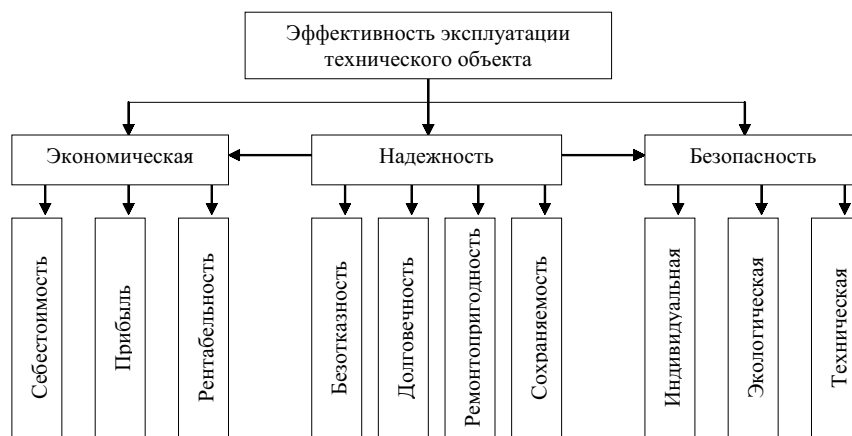 Эффективность эксплуатации
технического объекта
Экономическая
Надежность
Безопасность
Себестоимость
Прибыль
Рентабельность
Безотказность
Долговечность
Ремонтопригодность
Сохраняемость
Индивидуальная
Экологическая
Техническая